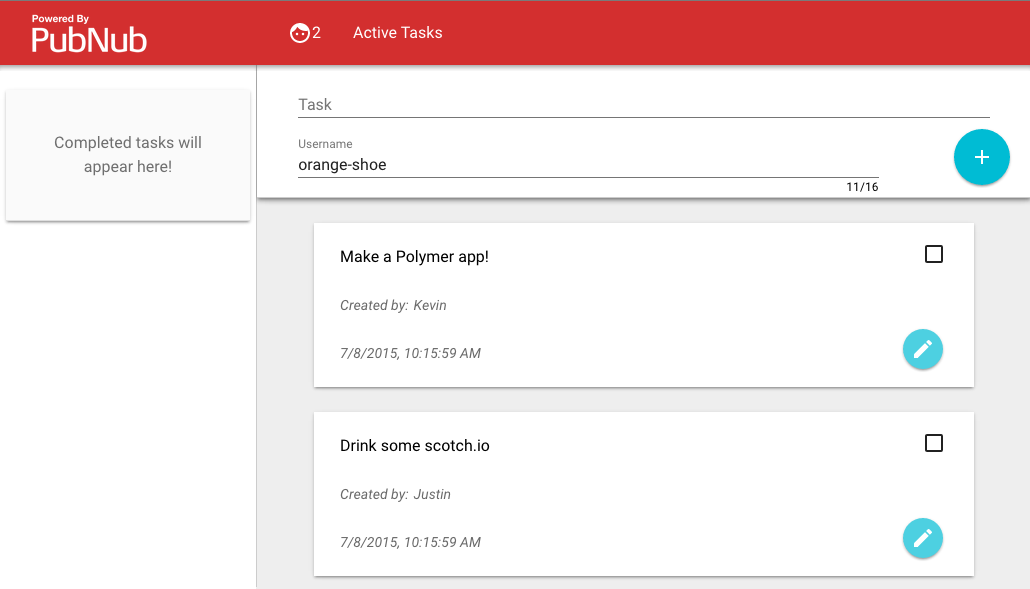 Powered By
PubNub
2
Active Tasks
Completed tasks will
appear here!
Task
Username
orange-shoe
11/16
Make a Polymer app!
Created by: Kevin
7/8/2015, 10:15:59 AM
Drink some scotch.io
Created by: Justin
7/8/2015, 10:15:59 AM